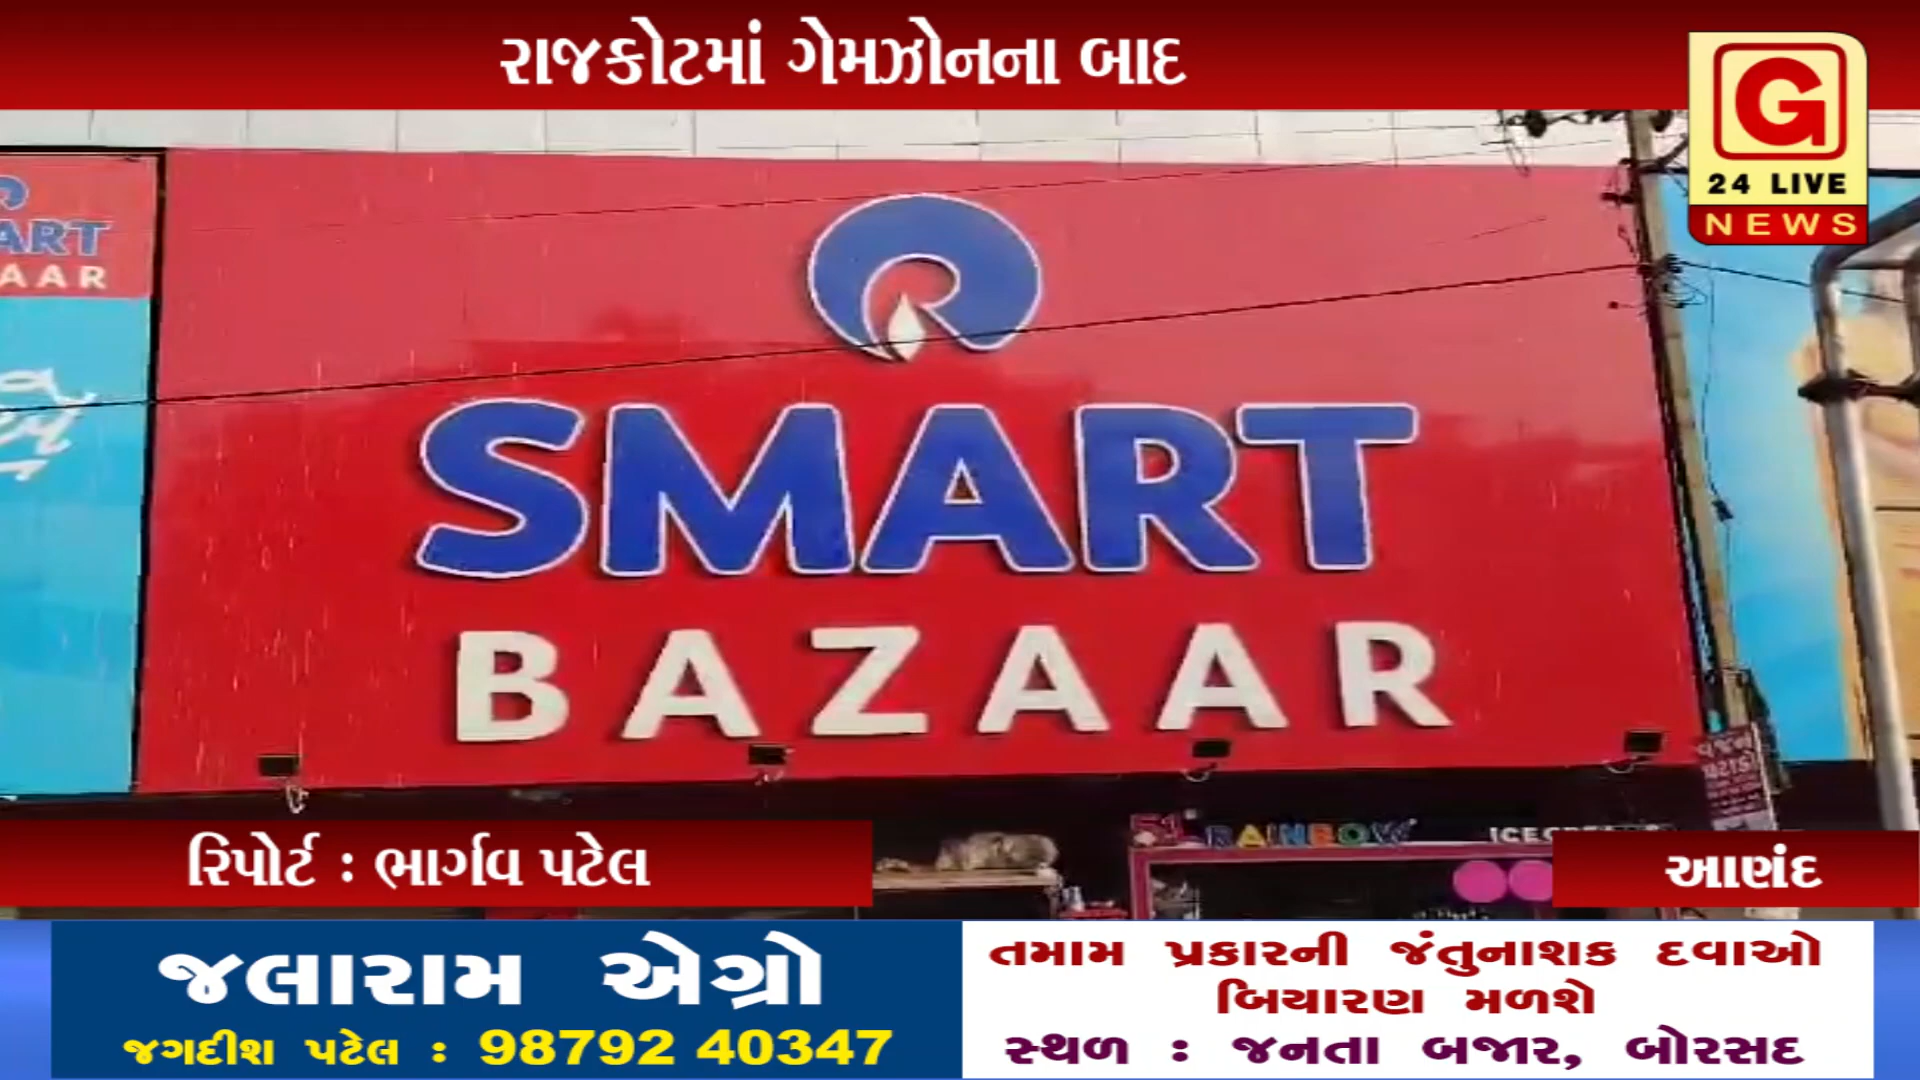 રાજકોટમાં ગેમઝોનના બાદ
G
24 LIVE
NEWS
ART
AAR
SMART
BAZAAR
RAINBOW
રિપોર્ટ : ભાર્ગવ પટેલ
આણંદ
જલારામ એગ્રો
જગદીશ પટેલ : 98792 40347
તમામ પ્રકારની જંતુનાશક દવાઓ
બિયારણ મળશે
સ્થળ : જનતા બજાર, બોરસદ